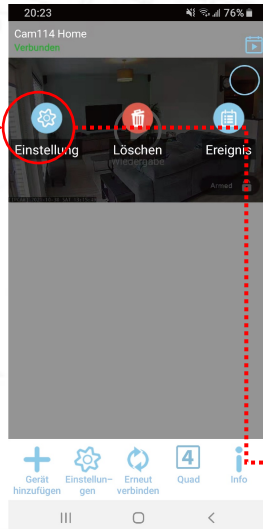 20:23
76%
Cam114 Home
Verbunden
Einstellung
Löschen
Ereignis
wiedergabe
Armed
4
Gerät
hinzufügen
Einstellun-
gen
Erneut
verbinden
Quad
Info